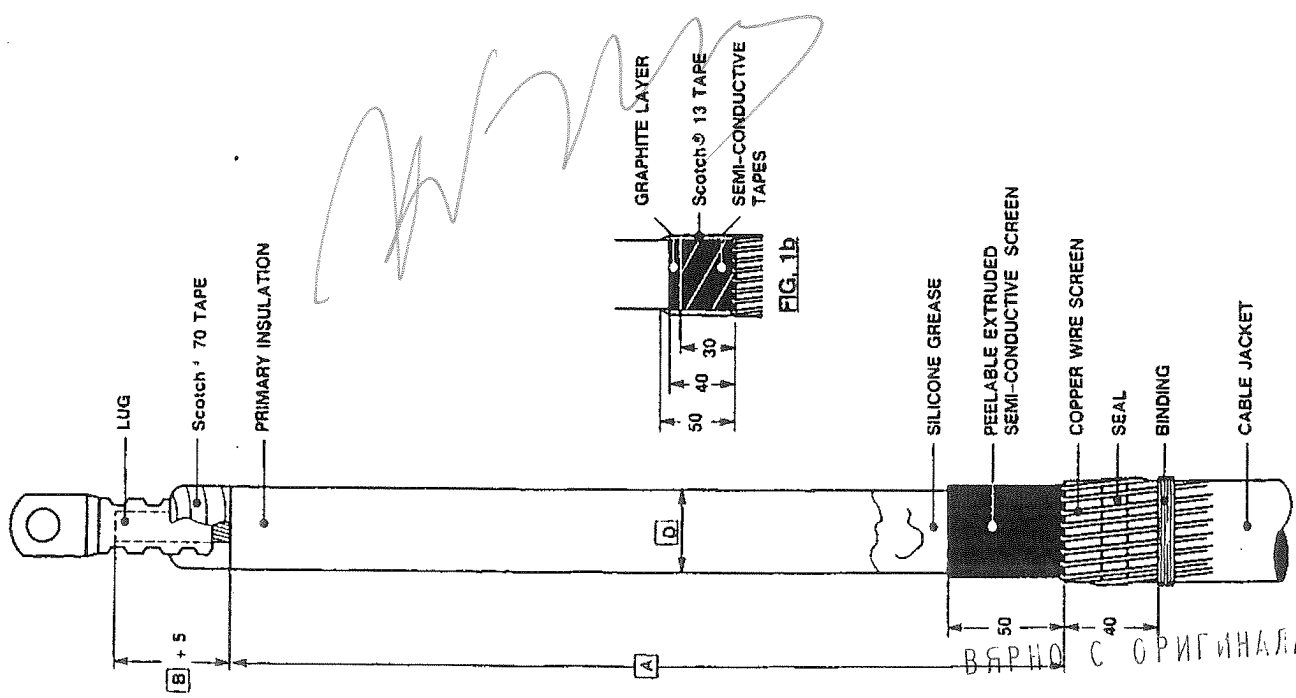 LUG
Scotch 70 TAPE
PRIMARY INSULATION
B + 5
A
D
GRAPHITE LAYER
Scotch® 13 TAPE
SEMI-CONDUCTIVE
TAPES
50
40
30
FIG. 1b
SILICONE GREASE
PEELABLE EXTRUDED
SEMI-CONDUCTIVE SCREEN
COPPER WIRE SCREEN
SEAL
BINDING
CABLE JACKET
50
40
ВЯРНО С ОРИГИНАЛА